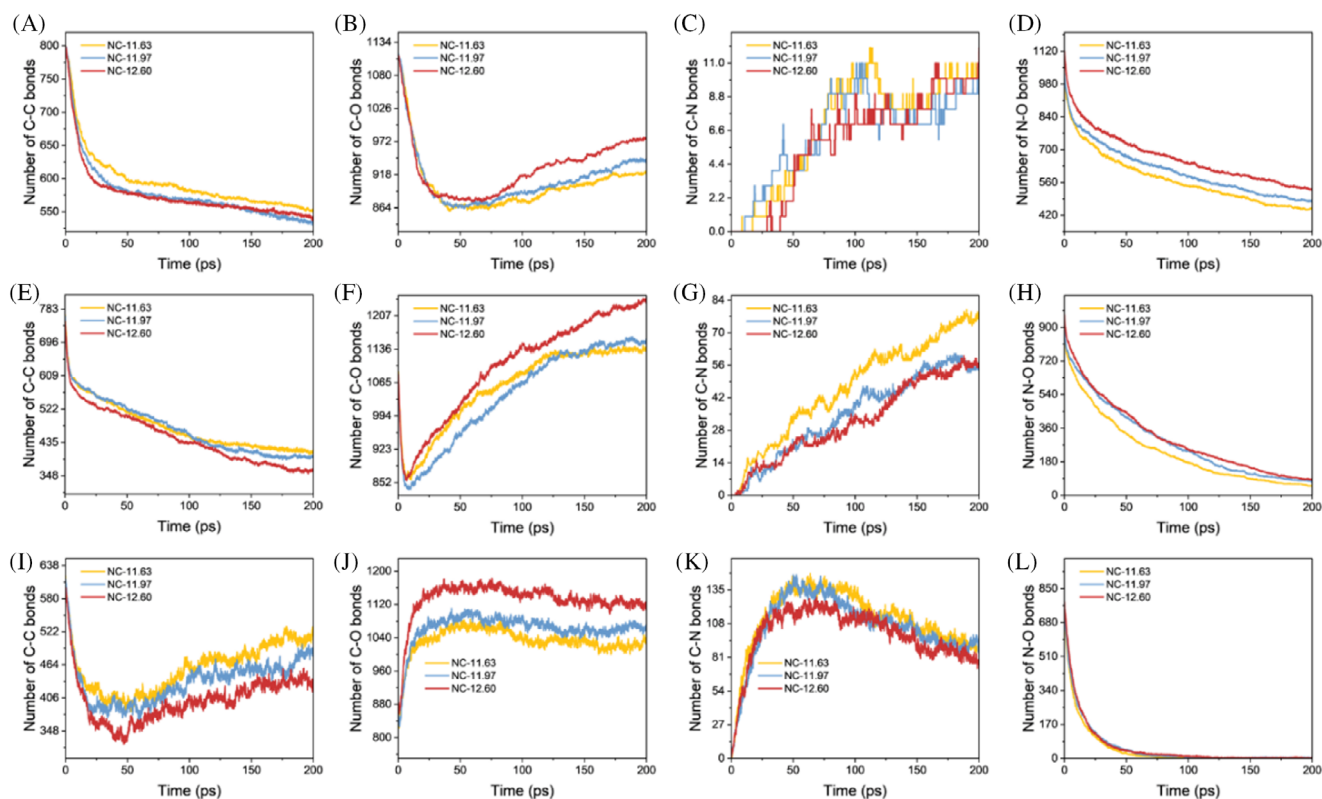 (A)
Number of C-C bonds
800
750
700
650
600
550
NC-11.63
NC-11.97
NC-12.60
0 50 100 150 200
Time (ps)
(B)
Number of C-O bonds
1134
1080
1026
972
918
864
NC-11.63
NC-11.97
NC-12.60
0 50 100 150 200
Time (ps)
(C)
Number of C-N bonds
11.0
8.8
6.6
4.4
2.2
0.0
NC-11.63
NC-11.97
NC-12.60
0 50 100 150 200
Time (ps)
(D)
Number of N-O bonds
1120
980
840
700
560
420
NC-11.63
NC-11.97
NC-12.60
0 50 100 150 200
Time (ps)
(E)
Number of C-C bonds
783
696
609
522
435
348
NC-11.63
NC-11.97
NC-12.60
0 50 100 150 200
Time (ps)
(F)
Number of C-O bonds
1207
1136
1065
994
923
852
NC-11.63
NC-11.97
NC-12.60
0 50 100 150 200
Time (ps)
(G)
Number of C-N bonds
84
70
56
42
28
14
0
NC-11.63
NC-11.97
NC-12.60
0 50 100 150 200
Time (ps)
(H)
Number of N-O bonds
900
720
540
360
180
0
NC-11.63
NC-11.97
NC-12.60
0 50 100 150 200
Time (ps)
(I)
Number of C-C bonds
638
580
522
464
406
348
NC-11.63
NC-11.97
NC-12.60
0 50 100 150 200
Time (ps)
(J)
Number of C-O bonds
1200
1120
1040
960
880
800
NC-11.63
NC-11.97
NC-12.60
0 50 100 150 200
Time (ps)
(K)
Number of C-N bonds
135
108
81
54
27
0
NC-11.63
NC-11.97
NC-12.60
0 50 100 150 200
Time (ps)
(L)
Number of N-O bonds
850
680
510
340
170
0
NC-11.63
NC-11.97
NC-12.60
0 50 100 150 200
Time (ps)